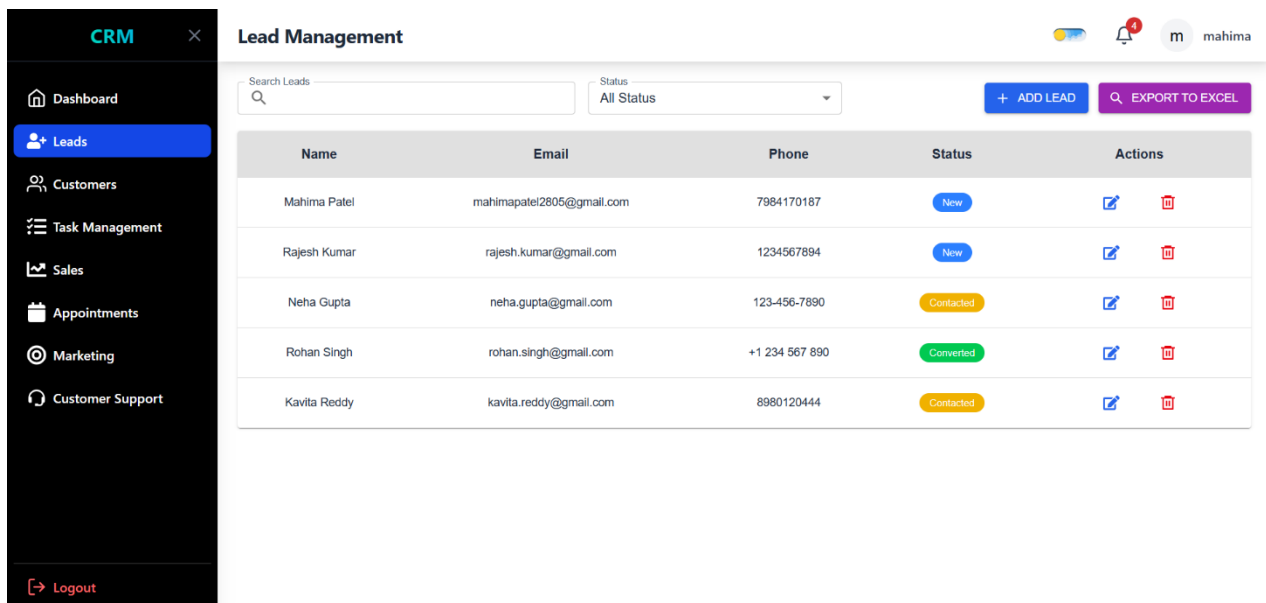 CRM
Lead Management
4
m mahima
Dashboard
Leads
Customers
Task Management
Sales
Appointments
Marketing
Customer Support
Logout
Search Leads
Status
All Status
+ ADD LEAD
EXPORT TO EXCEL
Name Email Phone Status Actions
Mahima Patel mahimapatel2805@gmail.com 7984170187 New
Rajesh Kumar rajesh.kumar@gmail.com 1234567894 New
Neha Gupta neha.gupta@gmail.com 123-456-7890 Contacted
Rohan Singh rohan.singh@gmail.com +1 234 567 890 Converted
Kavita Reddy kavita.reddy@gmail.com 8980120444 Contacted